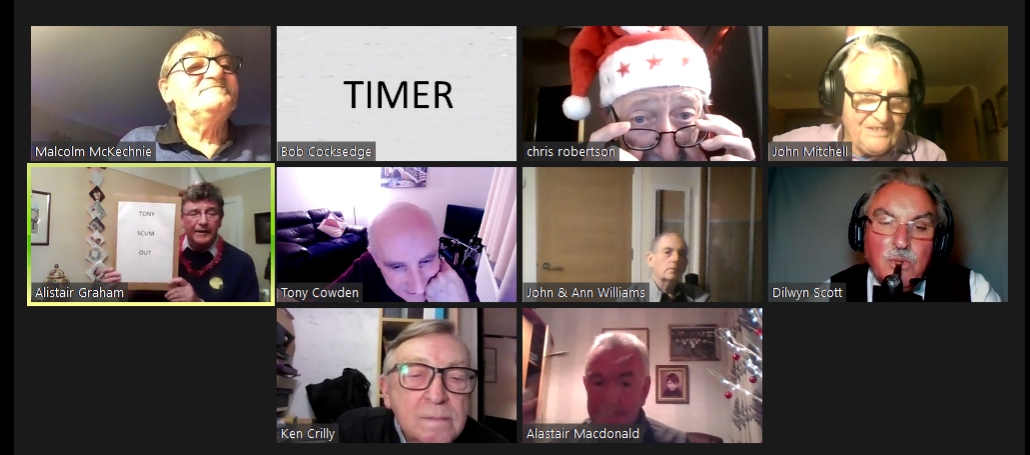 TIMER
Malcolm McKechnie
Bob Cocksedge
chris robertson
John Mitchell
TONY
SCUM
OUT
Alistair Graham
Tony Cowden
John & Ann Williams
Dilwyn Scott
Ken Crilly
Alastair Macdonald